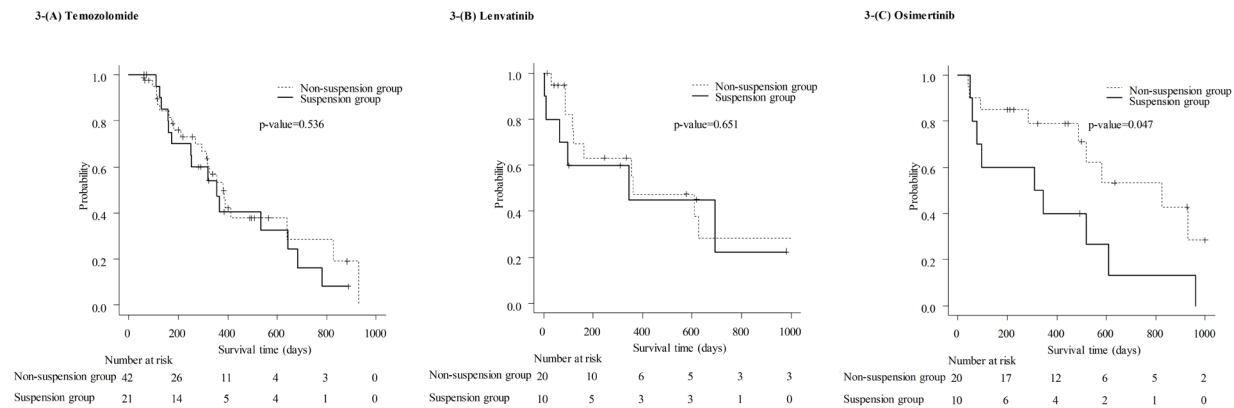 3-(A) Temozolomide
1.0
0.8
0.6
0.4
0.2
0.0
Probability
Non-suspension group
Suspension group
p-value=0.536
0 200 400 600 800 1000
Survival time (days)
Number at risk
Non-suspension group 42 26 11 4 3 0
Suspension group 21 14 5 4 1 0
3-(B) Lenvatinib
1.0
0.8
0.6
0.4
0.2
0.0
Probability
Non-suspension group
Suspension group
p-value=0.651
0 200 400 600 800 1000
Survival time (days)
Number at risk
Non-suspension group 20 10 6 5 3 3
Suspension group 10 5 3 3 1 0
3-(C) Osimertinib
1.0
0.8
0.6
0.4
0.2
0.0
Probability
Non-suspension group
Suspension group
p-value=0.047
0 200 400 600 800 1000
Survival time (days)
Number at risk
Non-suspension group 20 17 12 6 5 2
Suspension group 10 6 4 2 1 0